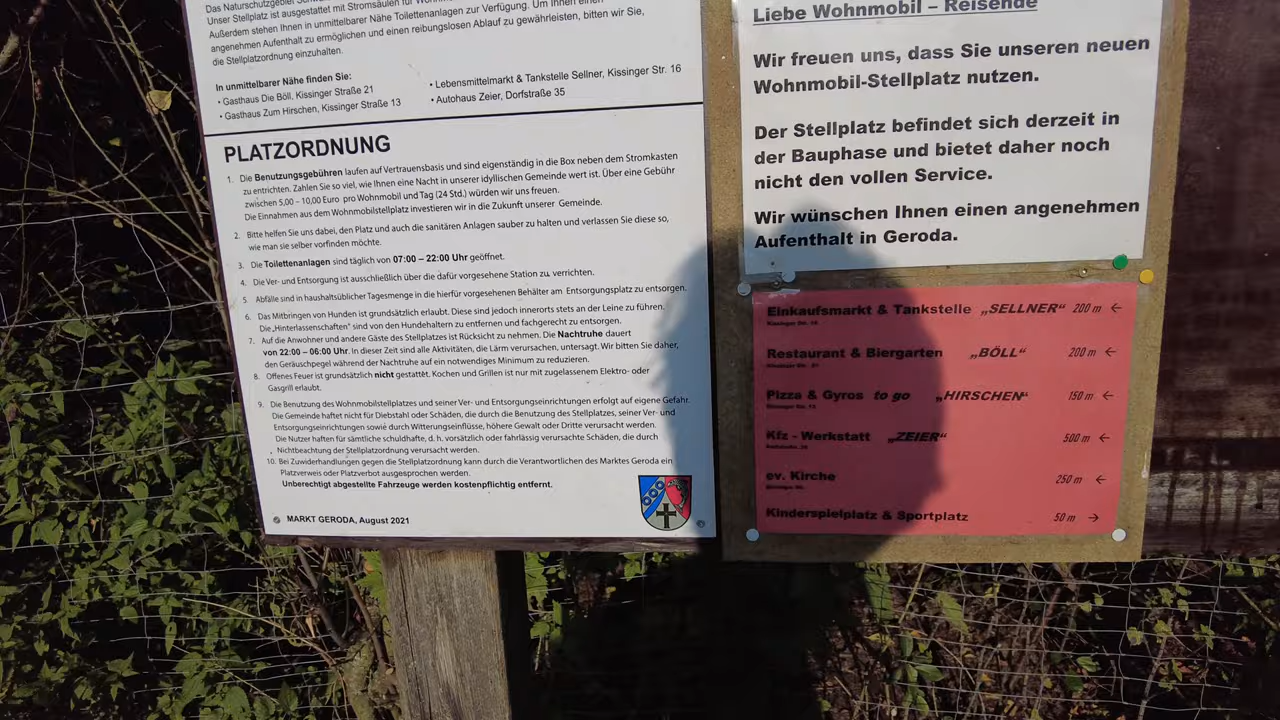 Das Naturschutzgebiet
Unser Stellplatz ist ausgestattet mit Stromsäulen für
Außerdem stehen Ihnen in unmittelbarer Nähe Toilettenanlagen zur Verfügung. Um Ihnen einen
angenehmen Aufenthalt zu ermöglichen und einen reibungslosen Ablauf zu gewährleisten, bitten wir Sie,
die Stellplatzordnung einzuhalten.
In unmittelbarer Nähe finden Sie:
• Gasthaus Die Böll, Kissinger Straße 21
• Gasthaus Zum Hirschen, Kissinger Straße 13
• Lebensmittelmarkt & Tankstelle Sellner, Kissinger Str. 16
• Autohaus Zeier, Dorfstraße 35
PLATZORDNUNG
1. Die Benutzungsgebühren laufen auf Vertrauensbasis und sind eigenständig in die Box neben dem Stromkasten
zu entrichten. Zahlen Sie so viel, wie Ihnen eine Nacht in unserer idyllischen Gemeinde wert ist. Über eine Gebühr
zwischen 5,00 - 10,00 Euro pro Wohnmobil und Tag (24 Std.) würden wir uns freuen.
Die Einnahmen aus dem Wohnmobilstellplatz investieren wir in die Zukunft unserer Gemeinde.
2. Bitte helfen Sie uns dabei, den Platz und auch die sanitären Anlagen sauber zu halten und verlassen Sie diese so,
wie man sie selber vorfinden möchte.
3. Die Toilettenanlagen sind täglich von 07:00 – 22:00 Uhr geöffnet.
4. Die Ver- und Entsorgung ist ausschließlich über die dafür vorgesehene Station zu verrichten.
5. Abfälle sind in haushaltsüblicher Tagesmenge in die hierfür vorgesehenen Behälter am Entsorgungsplatz zu entsorgen.
6. Das Mitbringen von Hunden ist grundsätzlich erlaubt. Diese sind jedoch innerorts stets an der Leine zu führen.
Die „Hinterlassenschaften" sind von den Hundehaltern zu entfernen und fachgerecht zu entsorgen.
7. Auf die Anwohner und andere Gäste des Stellplatzes ist Rücksicht zu nehmen. Die Nachtruhe dauert
von 22:00 – 06:00 Uhr. In dieser Zeit sind alle Aktivitäten, die Lärm verursachen, untersagt. Wir bitten Sie daher,
den Geräuschpegel während der Nachtruhe auf ein notwendiges Minimum zu reduzieren.
8. Offenes Feuer ist grundsätzlich nicht gestattet. Kochen und Grillen ist nur mit zugelassenem Elektro- oder
Gasgrill erlaubt.
9. Die Benutzung des Wohnmobilstellplatzes und seiner Ver- und Entsorgungseinrichtungen erfolgt auf eigene Gefahr.
Die Gemeinde haftet nicht für Diebstahl oder Schäden, die durch die Benutzung des Stellplatzes, seiner Ver- und
Entsorgungseinrichtungen sowie durch Witterungseinflüsse, höhere Gewalt oder Dritte verursacht werden.
Die Nutzer haften für sämtliche schuldhafte, d. h. vorsätzlich oder fahrlässig verursachte Schäden, die durch
Nichtbeachtung der Stellplatzordnung verursacht werden.
10. Bei Zuwiderhandlungen gegen die Stellplatzordnung kann durch die Verantwortlichen des Marktes Geroda ein
Platzverweis oder Platzverbot ausgesprochen werden.
Unberechtigt abgestellte Fahrzeuge werden kostenpflichtig entfernt.
MARKT GERODA, August 2021
Liebe Wohnmobil – Reisende
Wir freuen uns, dass Sie unseren neuen
Wohnmobil-Stellplatz nutzen.
Der Stellplatz befindet sich derzeit in
der Bauphase und bietet daher noch
nicht den vollen Service.
Wir wünschen Ihnen einen angenehmen
Aufenthalt in Geroda.
Einkaufsmarkt & Tankstelle „SELLNER" 200 m ←
Kissinger Str. 16
Restaurant & Biergarten „BÖLL" 200 m ←
Kissinger Str. 21
Pizza & Gyros to go „HIRSCHEN" 150 m ←
Kissinger Str. 13
Kfz - Werkstatt „ZEIER" 500 m ←
ev. Kirche 250 m ←
Kinderspielplatz & Sportplatz 50 m →